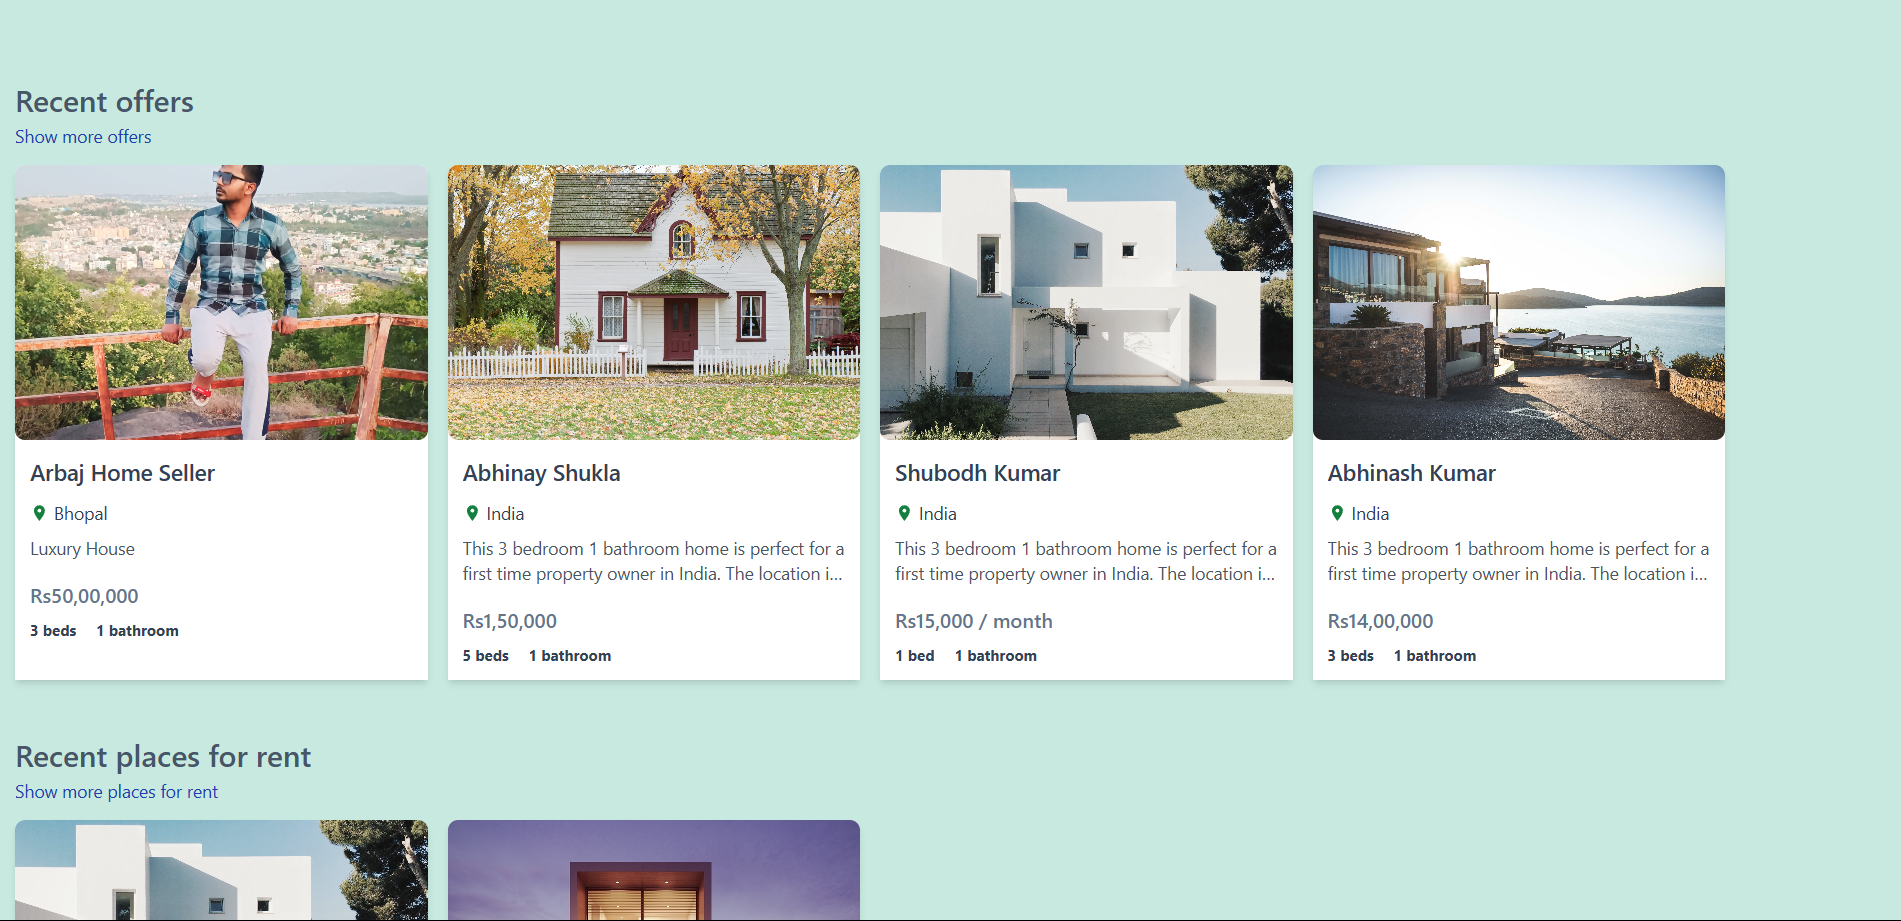 Recent offers
Show more offers
Arbaj Home Seller
Bhopal
Luxury House
Rs50,00,000
3 beds 1 bathroom
Abhinay Shukla
India
This 3 bedroom 1 bathroom home is perfect for a
first time property owner in India. The location i...
Rs1,50,000
5 beds 1 bathroom
Shubodh Kumar
India
This 3 bedroom 1 bathroom home is perfect for a
first time property owner in India. The location i...
Rs15,000 / month
1 bed 1 bathroom
Abhinash Kumar
India
This 3 bedroom 1 bathroom home is perfect for a
first time property owner in India. The location i...
Rs14,00,000
3 beds 1 bathroom
Recent places for rent
Show more places for rent